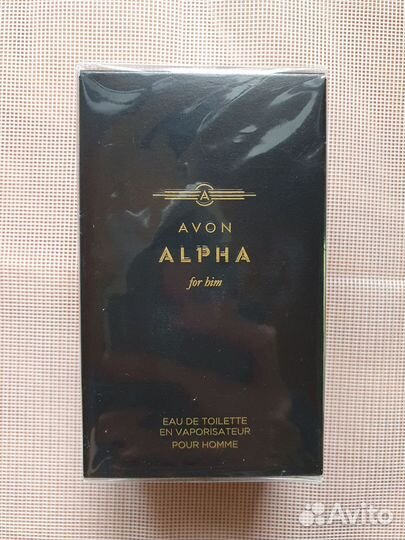 A
AVON
ALPHA
for him
EAU DE TOILETTE
EN VAPORISATEUR
POUR HOMME
Avito